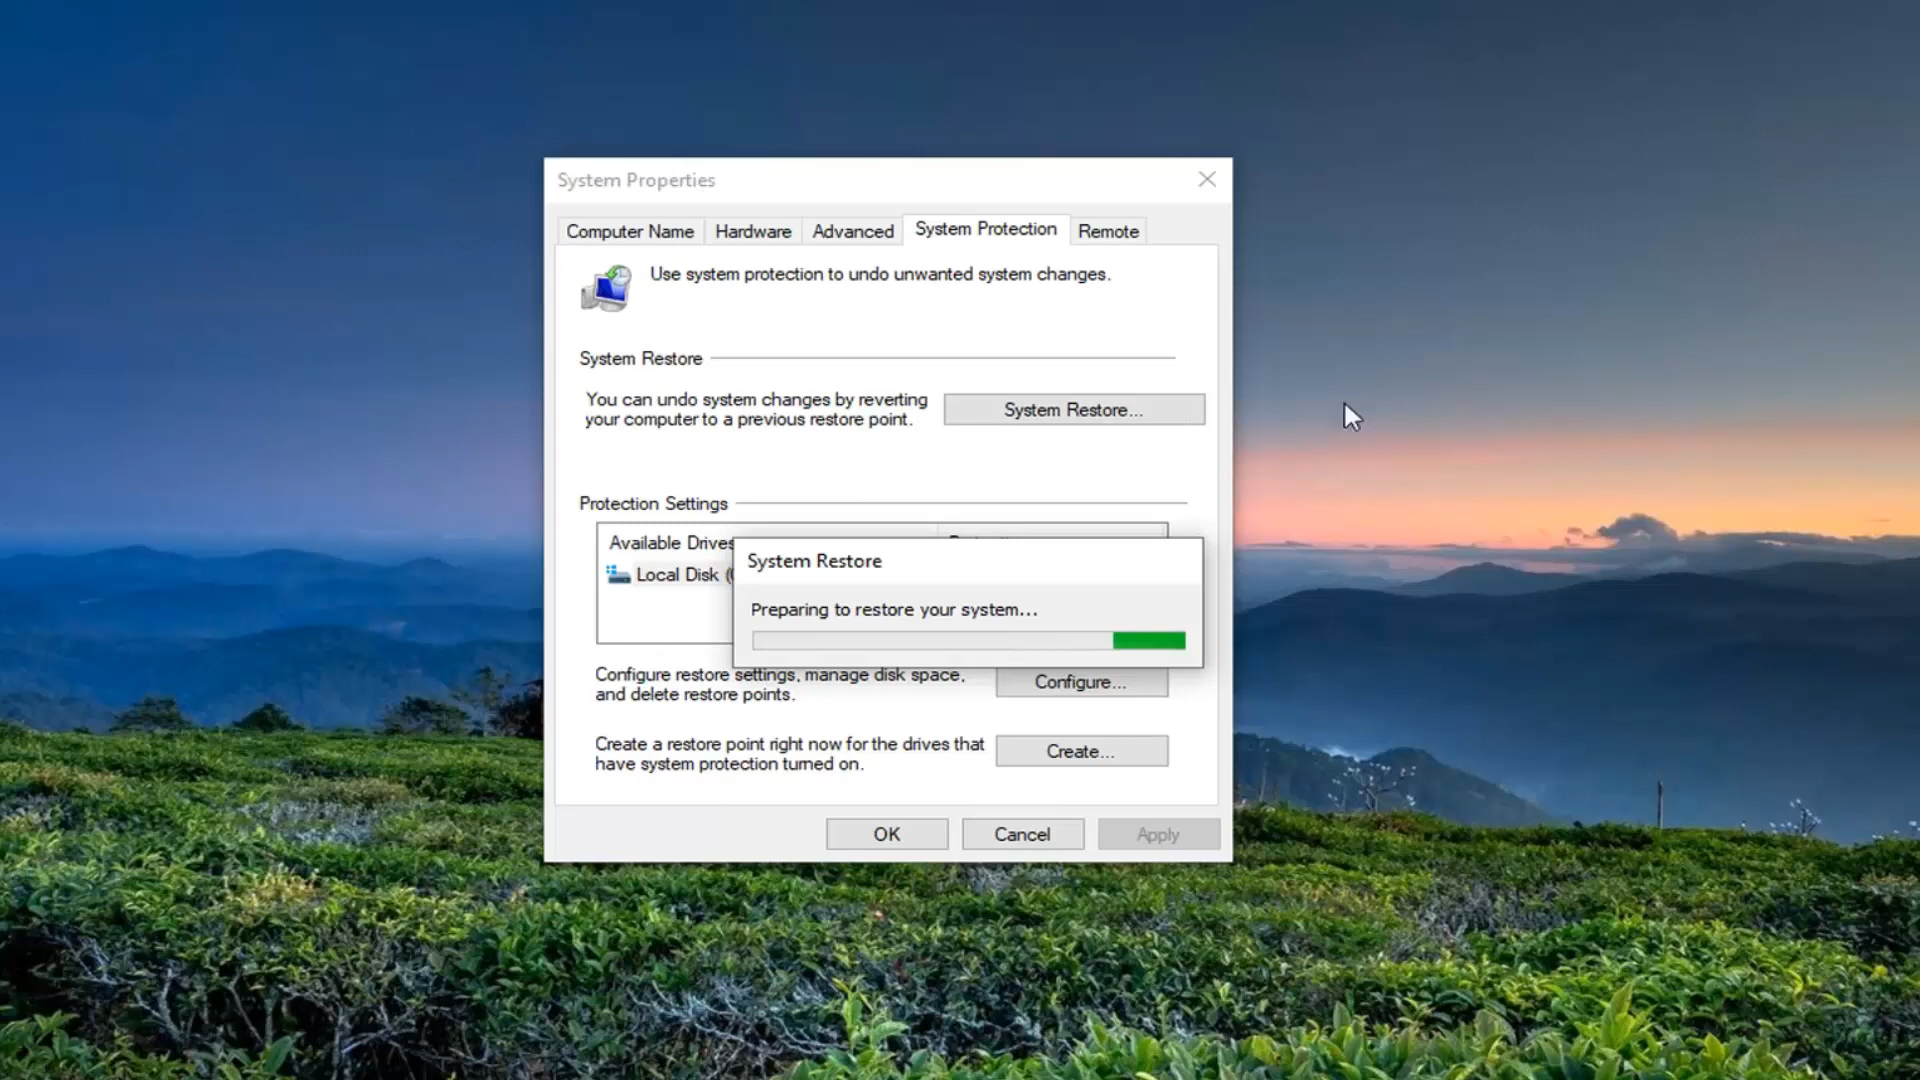 System Properties
Computer Name
Hardware
Advanced
System Protection
Remote
Use system protection to undo unwanted system changes.
System Restore
You can undo system changes by reverting
your computer to a previous restore point.
System Restore...
Protection Settings
Available Drives
Local Disk
System Restore
Preparing to restore your system...
Configure restore settings, manage disk space,
and delete restore points.
Configure...
Create a restore point right now for the drives that
have system protection turned on.
Create...
OK
Cancel
Apply